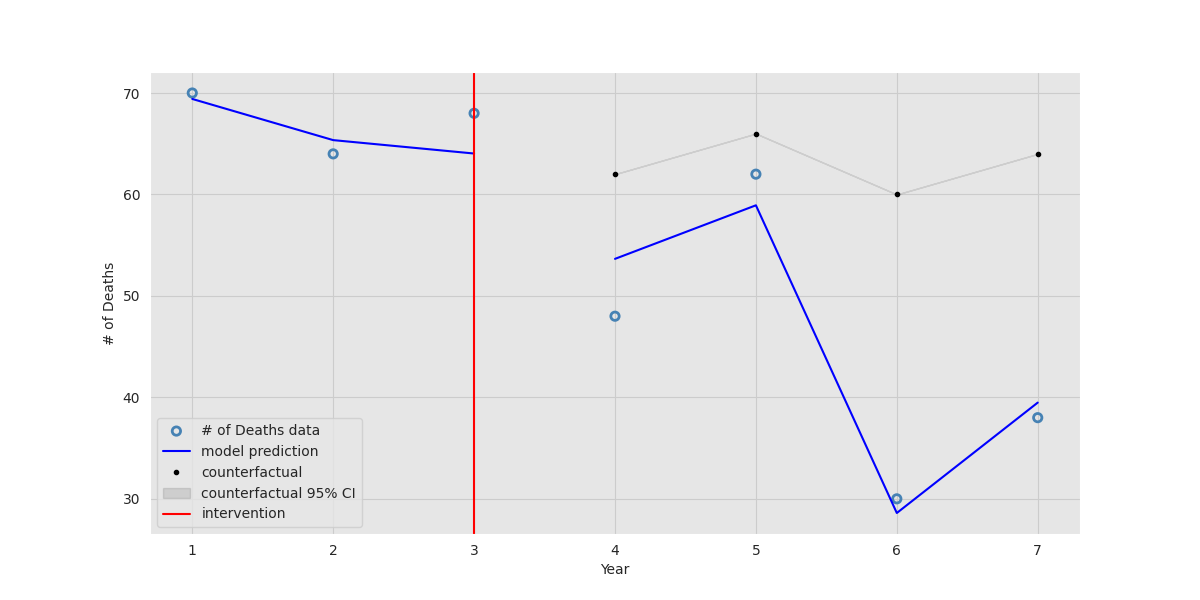 70
60
50
40
30
# of Deaths
# of Deaths data
model prediction
counterfactual
counterfactual 95% CI
intervention
1 2 3 4 5 6 7
Year